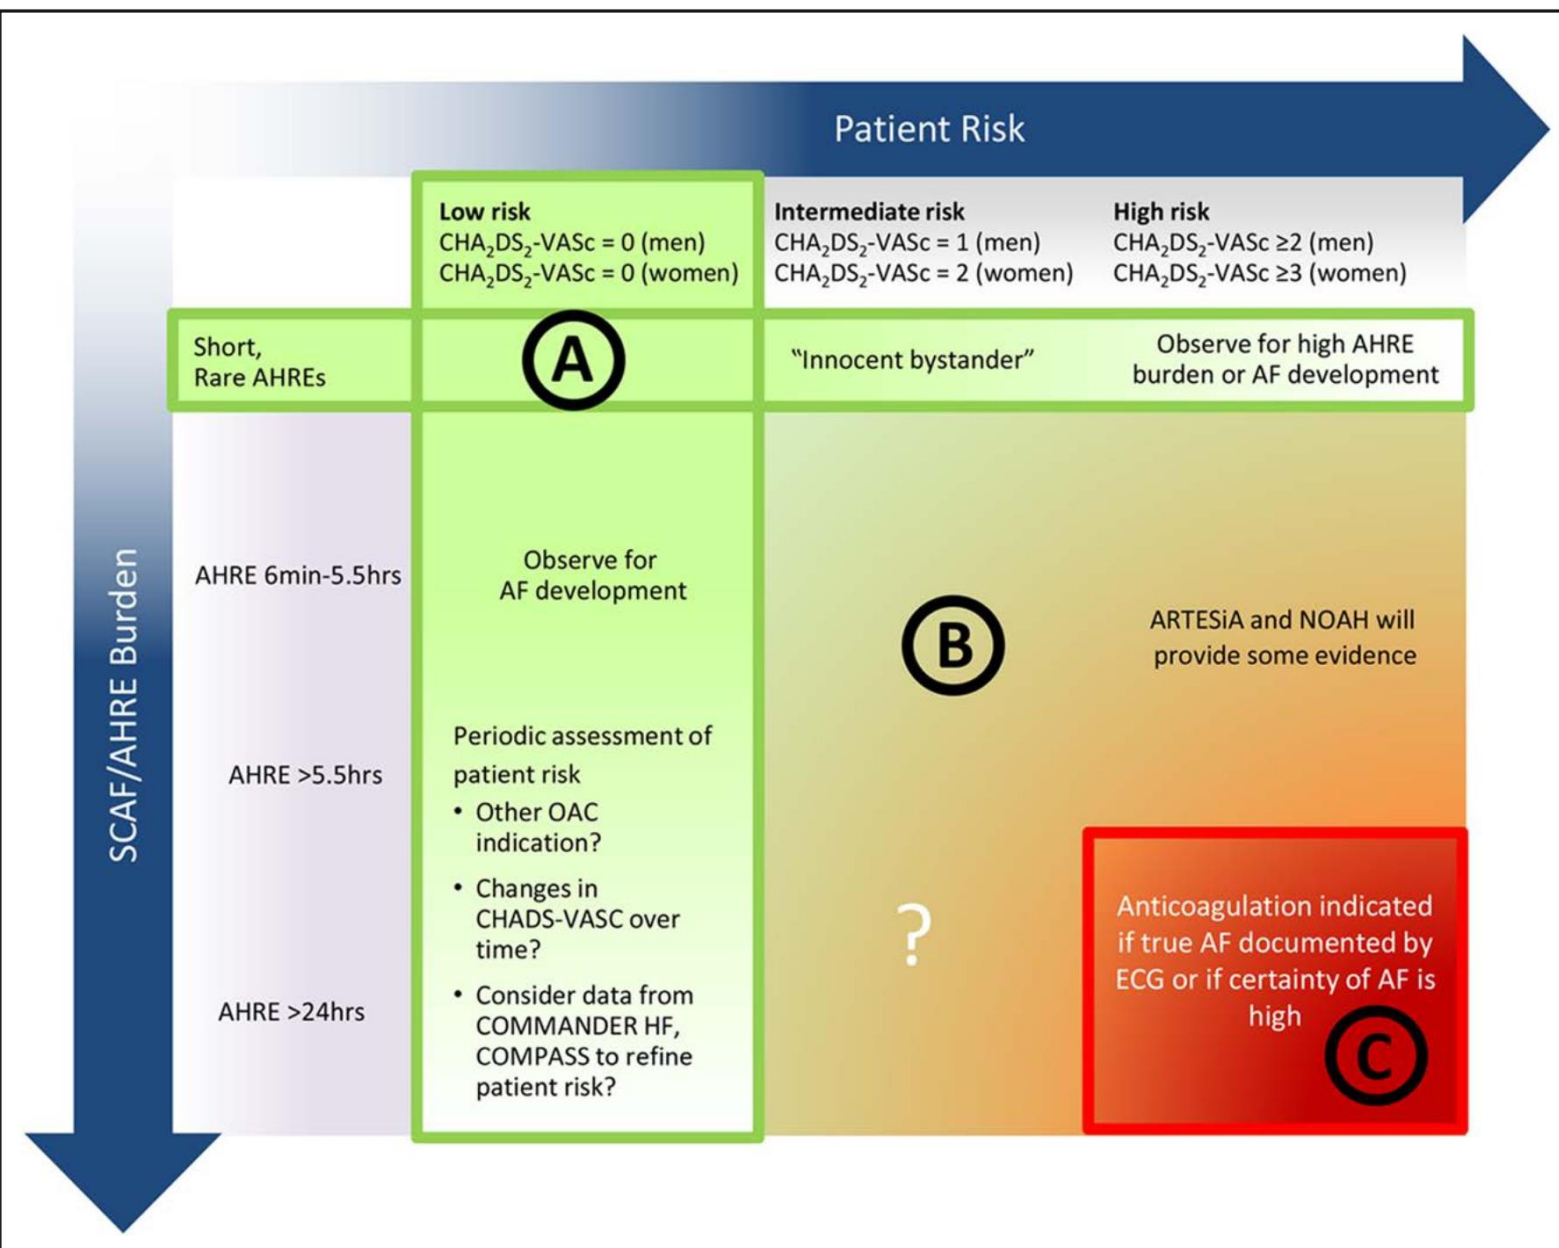 Patient Risk
Low risk
CHA₂DS₂-VASc = 0 (men)
CHA₂DS₂-VASc = 0 (women)
Intermediate risk
CHA₂DS₂-VASc = 1 (men)
CHA₂DS₂-VASc = 2 (women)
High risk
CHA₂DS₂-VASc ≥2 (men)
CHA₂DS₂-VASc ≥3 (women)
Short,
Rare AHREs
A
"Innocent bystander"
Observe for high AHRE
burden or AF development
SCAF/AHRE Burden
AHRE 6min-5.5hrs
Observe for
AF development
B
ARTESiA and NOAH will
provide some evidence
AHRE >5.5hrs
Periodic assessment of
patient risk
• Other OAC
indication?
• Changes in
CHADS-VASC over
time?
AHRE >24hrs
• Consider data from
COMMANDER HF,
COMPASS to refine
patient risk?
?
Anticoagulation indicated
if true AF documented by
ECG or if certainty of AF is
high
C